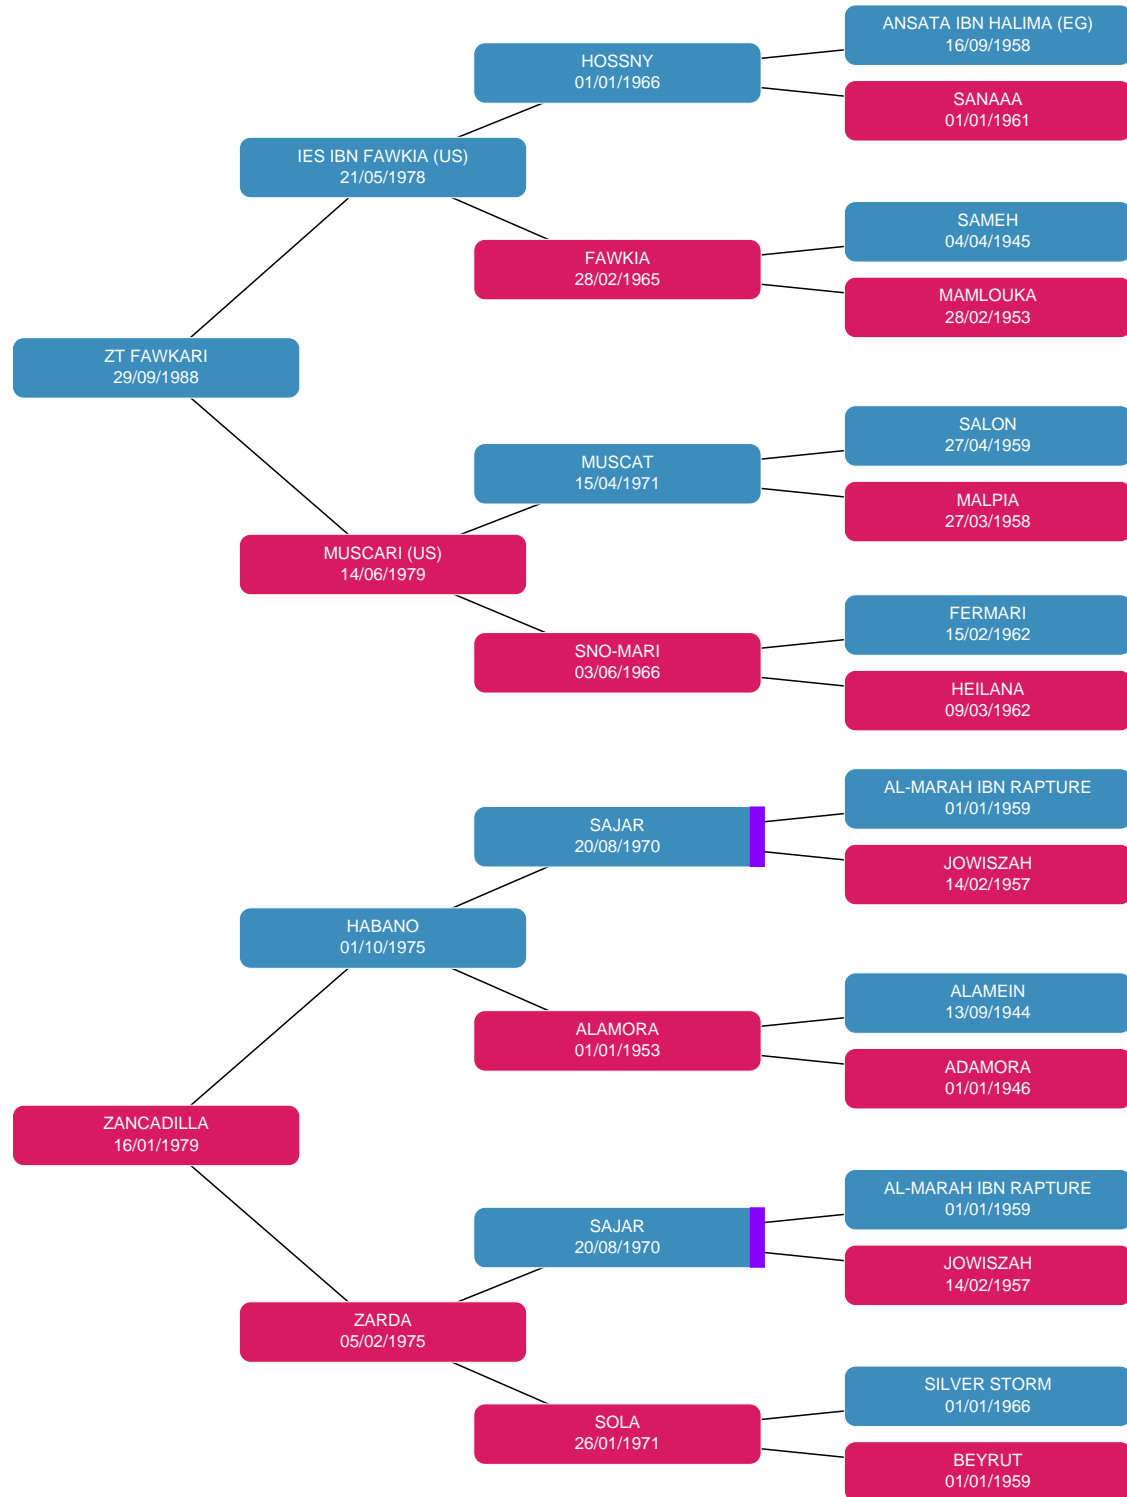 ANSATA IBN HALIMA (EG)
16/09/1958
HOSSNY
01/01/1966
SANAAA
01/01/1961
IES IBN FAWKIA (US)
21/05/1978
SAMEH
04/04/1945
FAWKIA
28/02/1965
MAMLOUKA
28/02/1953
ZT FAWKARI
29/09/1988
SALON
27/04/1959
MUSCAT
15/04/1971
MALPIA
27/03/1958
MUSCARI (US)
14/06/1979
FERMARI
15/02/1962
SNO-MARI
03/06/1966
HEILANA
09/03/1962
AL-MARAH IBN RAPTURE
01/01/1959
SAJAR
20/08/1970
JOWISZAH
14/02/1957
HABANO
01/10/1975
ALAMEIN
13/09/1944
ALAMORA
01/01/1953
ADAMORA
01/01/1946
ZANCADILLA
16/01/1979
AL-MARAH IBN RAPTURE
01/01/1959
SAJAR
20/08/1970
JOWISZAH
14/02/1957
ZARDA
05/02/1975
SILVER STORM
01/01/1966
SOLA
26/01/1971
BEYRUT
01/01/1959